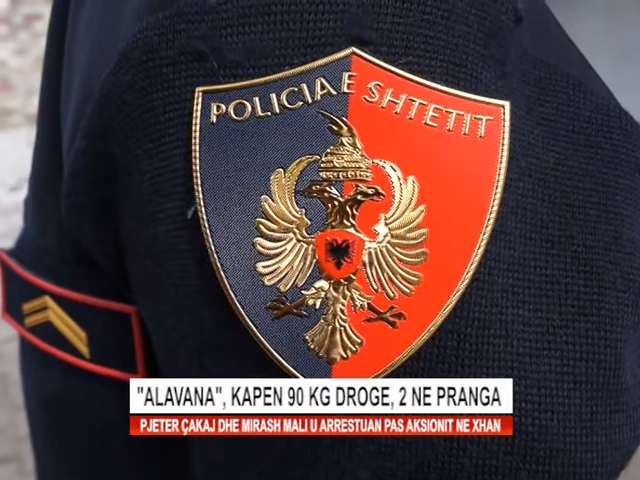 POLICIA E SHTETIT
"ALAVANA", KAPEN 90 KG DROGE, 2 NE PRANGA
PJETER ÇAKAJ DHE MIRASH MALI U ARRESTUAN PAS AKSIONIT NE XHAN